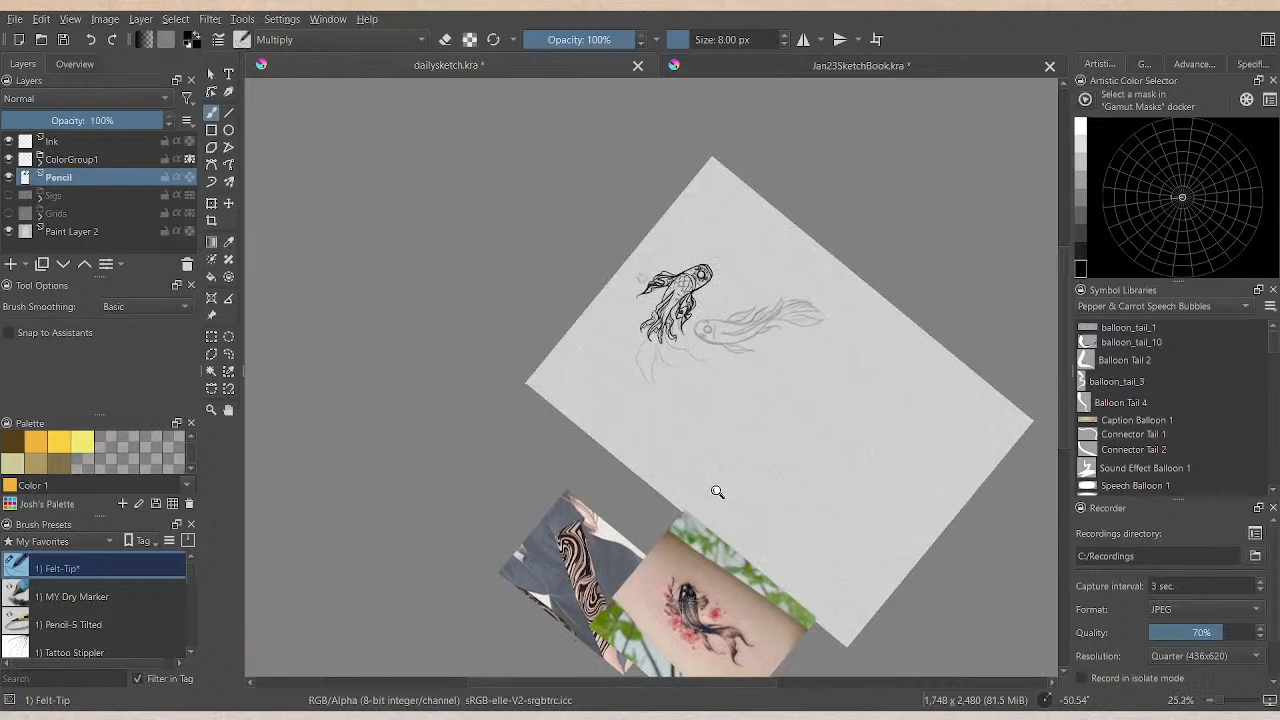 File Edit View Image Layer Select Filter Tools Settings Window Help
Multiply Opacity: 100% Size: 8.00 px
Layers Overview
dailysketch.kra *
Jan23SketchBook.kra *
Artisti... G... Advance... Specifi...
Layers
Normal
Opacity: 100%
Ink
ColorGroup1
Pencil
Sigs
Grids
Paint Layer 2
Tool Options
Brush Smoothing: Basic
Snap to Assistants
Palette
Color 1
Josh's Palette
Brush Presets
My Favorites
Tag
1) Felt-Tip*
1) MY Dry Marker
1) Pencil-5 Tilted
1) Tattoo Stippler
Search
Filter in Tag
Artistic Color Selector
Select a mask in
"Gamut Masks" docker
Symbol Libraries
Pepper & Carrot Speech Bubbles
balloon_tail_1
balloon_tail_10
Balloon Tail 2
balloon_tail_3
Balloon Tail 4
Caption Balloon 1
Connector Tail 1
Connector Tail 2
Sound Effect Balloon 1
Speech Balloon 1
Recorder
Recordings directory:
C:/Recordings
Capture interval: 3 sec.
Format: JPEG
Quality: 70%
Resolution: Quarter (436x620)
Record in isolate mode
1) Felt-Tip
RGB/Alpha (8-bit integer/channel) sRGB-elle-V2-srgbtrc.icc
1,748 x 2,480 (81.5 MiB)
-50.54°
25.2%